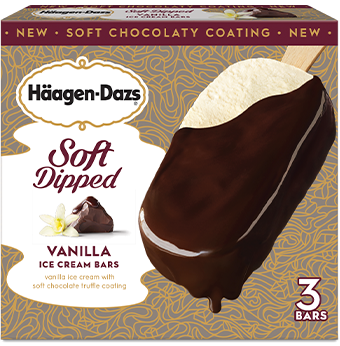 NEW • SOFT CHOCOLATY COATING • NEW
Häagen-Dazs
Soft
Dipped
VANILLA
ICE CREAM BARS
vanilla ice cream with
soft chocolate truffle coating
3
BARS